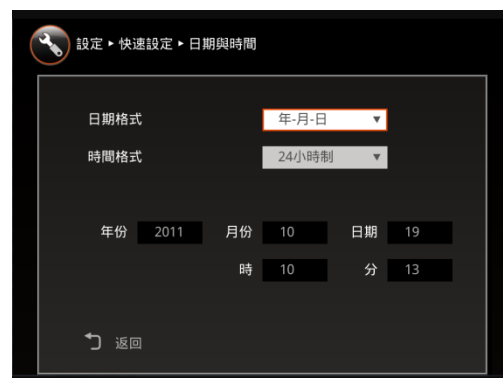 設定 ▸ 快速設定 ▸ 日期與時間
日期格式 年-月-日 ▼
時間格式 24小時制 ▼
年份 2011 月份 10 日期 19
時 10 分 13
返回